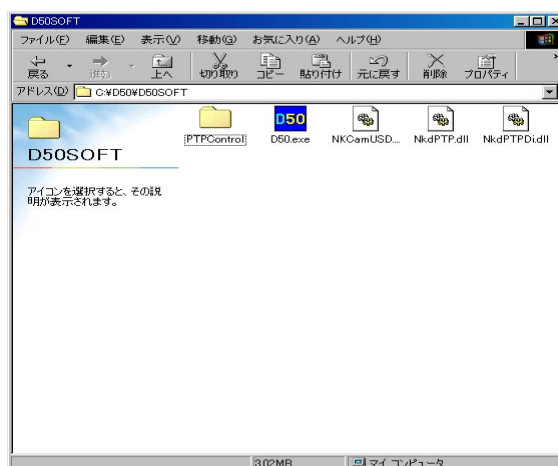 D50SOFT
ファイル(F) 編集(E) 表示(V) 移動(G) お気に入り(A) ヘルプ(H)
戻る 進む 上へ 切り取り コピー 貼り付け 元に戻す 削除 プロパティ
アドレス(D) C:¥D50¥D50SOFT
D50
PTPControl D50.exe NKCamUSD... NkdPTP.dll NkdPTPDi.dll
D50SOFT
アイコンを選択すると、その説
明が表示されます。
3.02MB マイ コンピュータ